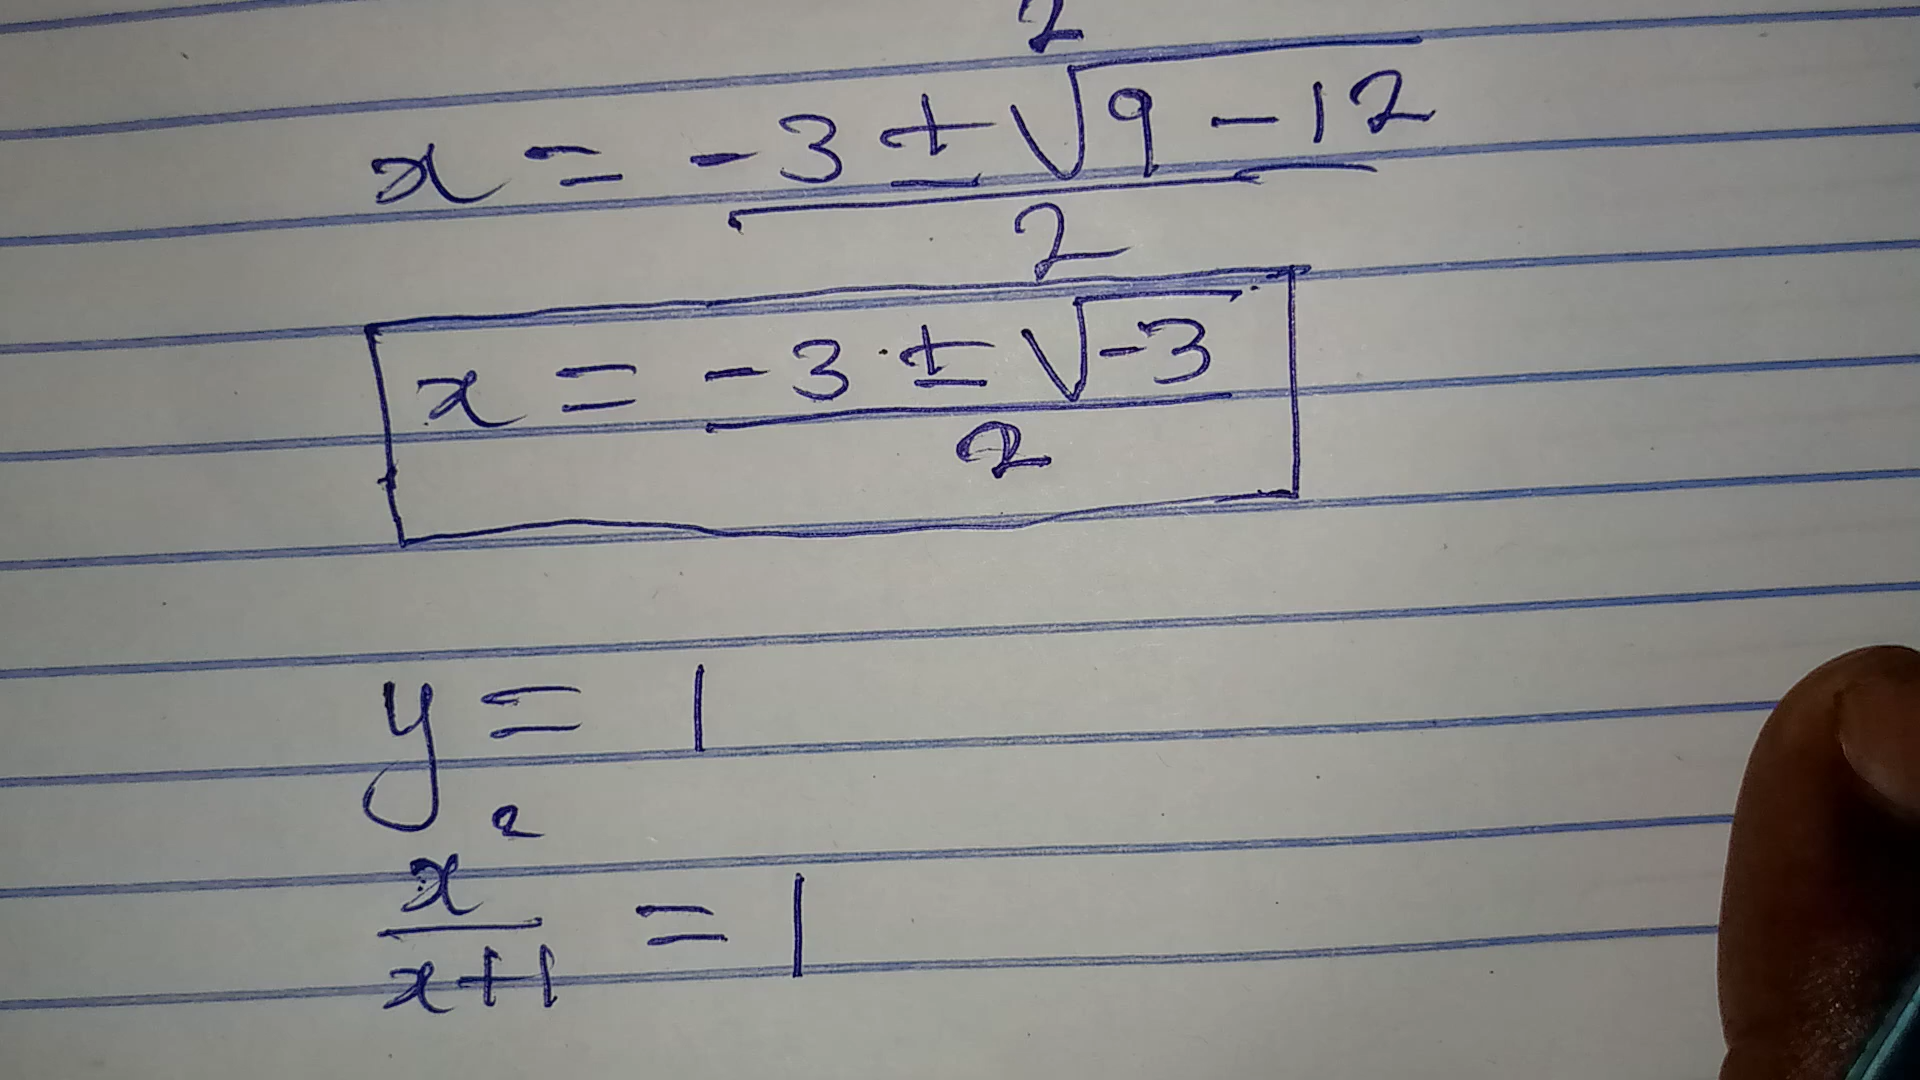 2
x = -3 ± √9 - 12
2
x = -3 ± √-3
2
y = 1
x²
x+1 = 1